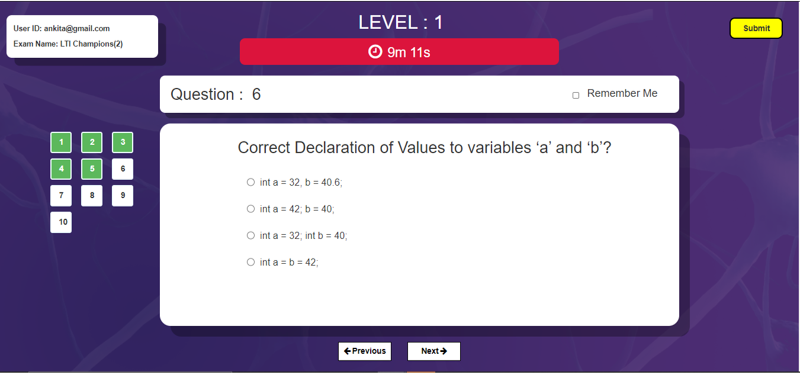 User ID: ankita@gmail.com
Exam Name: LTI Champions(2)
LEVEL : 1
9m 11s
Submit
Question : 6
Remember Me
1 2 3
4 5 6
7 8 9
10
Correct Declaration of Values to variables ‘a’ and ‘b’?
int a = 32, b = 40.6;
int a = 42; b = 40;
int a = 32; int b = 40;
int a = b = 42;
Previous
Next